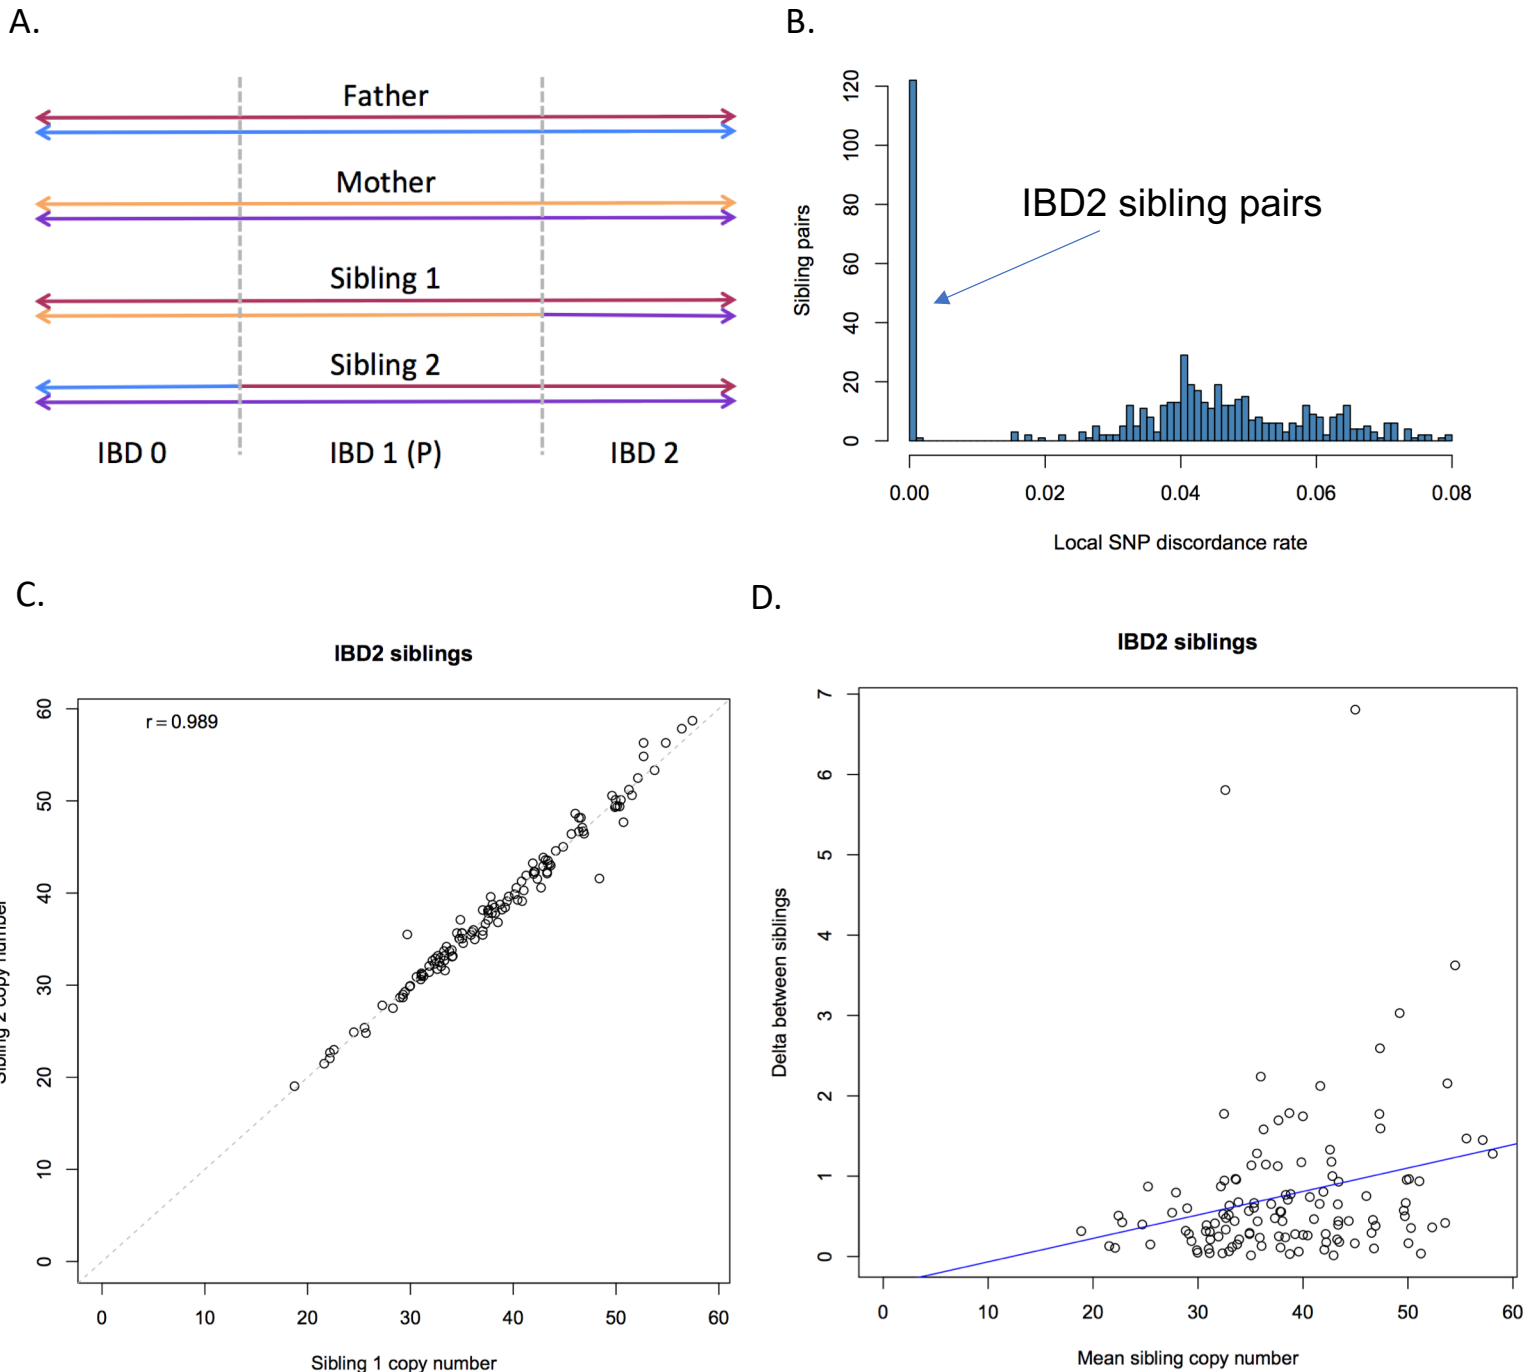 A.
Father
Mother
Sibling 1
Sibling 2
IBD 0
IBD 1 (P)
IBD 2
B.
IBD2 sibling pairs
Sibling pairs
0
20
40
60
80
100
120
0.00
0.02
0.04
0.06
0.08
Local SNP discordance rate
C.
IBD2 siblings
r = 0.989
Sibling 2 copy number
0
10
20
30
40
50
60
0
10
20
30
40
50
60
Sibling 1 copy number
D.
IBD2 siblings
Delta between siblings
0
1
2
3
4
5
6
7
0
10
20
30
40
50
60
Mean sibling copy number